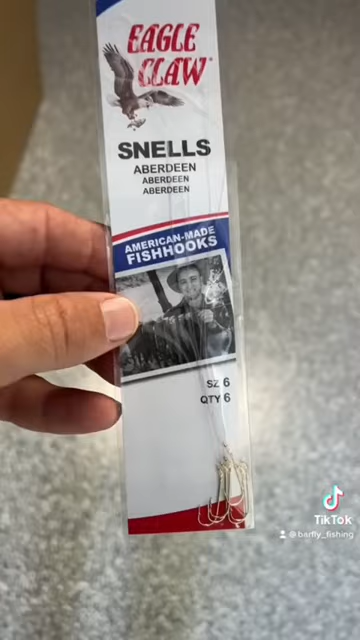 EAGLE
CLAW®
SNELLS
ABERDEEN
ABERDEEN
ABERDEEN
AMERICAN-MADE
FISHHOOKS
SZ 6
QTY 6
TikTok
@barfly_fishing